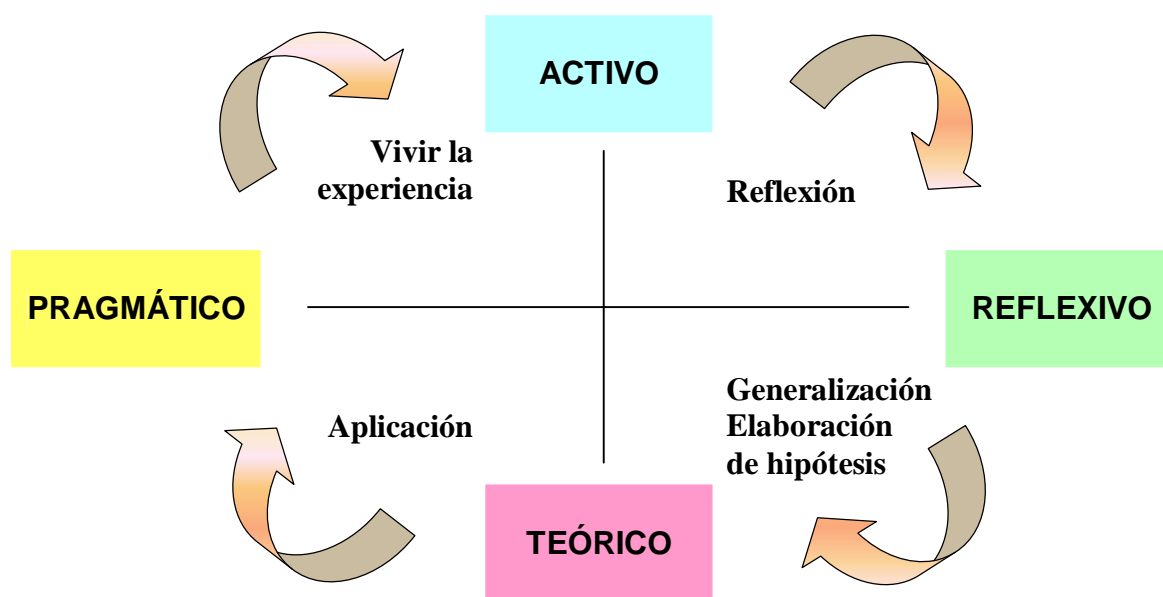 ACTIVO
Vivir la
experiencia
Reflexión
PRAGMÁTICO
REFLEXIVO
Aplicación
Generalización
Elaboración
de hipótesis
TEÓRICO